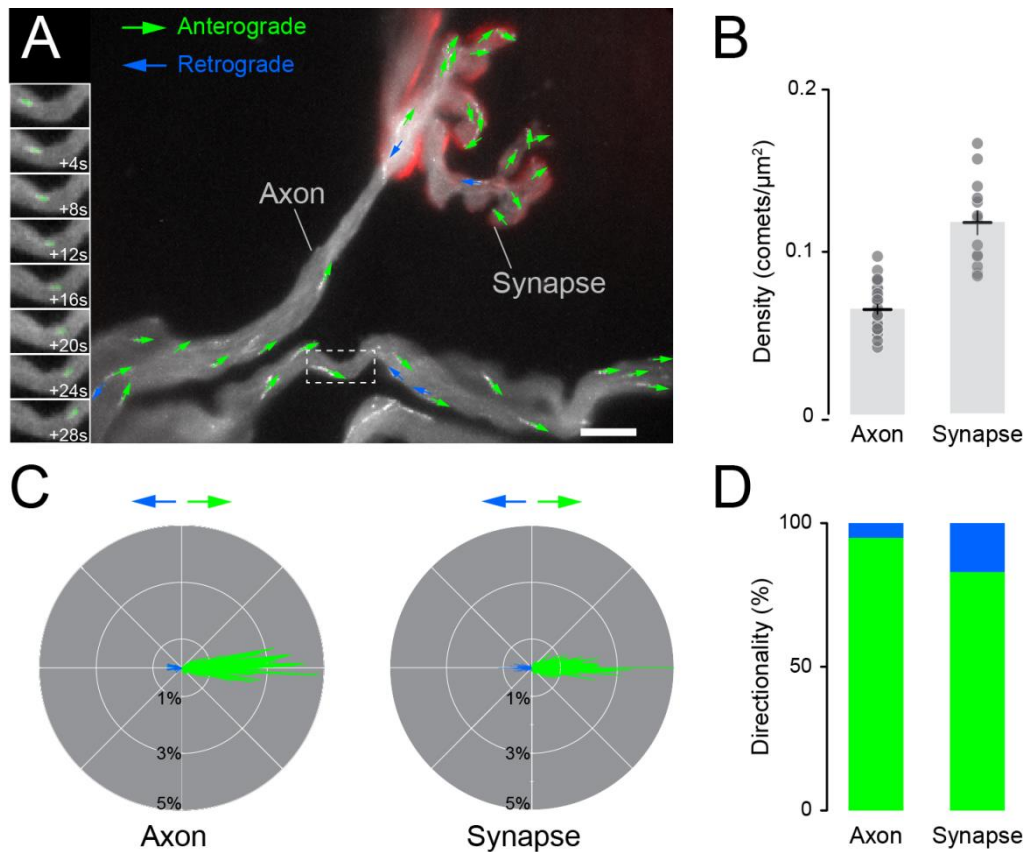 A
Anterograde
Retrograde
+4s
+8s
+12s
+16s
+20s
+24s
+28s
Axon
Synapse
B
Density (comets/µm²)
0.2
0.1
0
Axon
Synapse
C
1%
3%
5%
Axon
1%
3%
5%
Synapse
D
Directionality (%)
100
50
0
Axon
Synapse